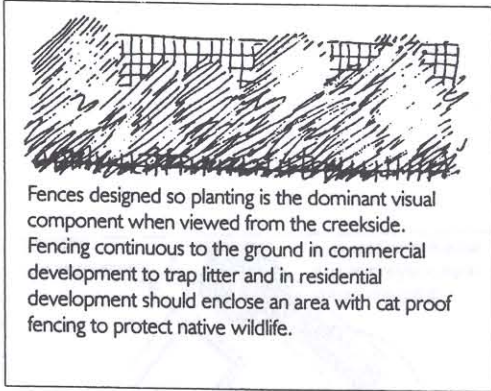 Fences designed so planting is the dominant visual
component when viewed from the creekside.
Fencing continuous to the ground in commercial
development to trap litter and in residential
development should enclose an area with cat proof
fencing to protect native wildlife.